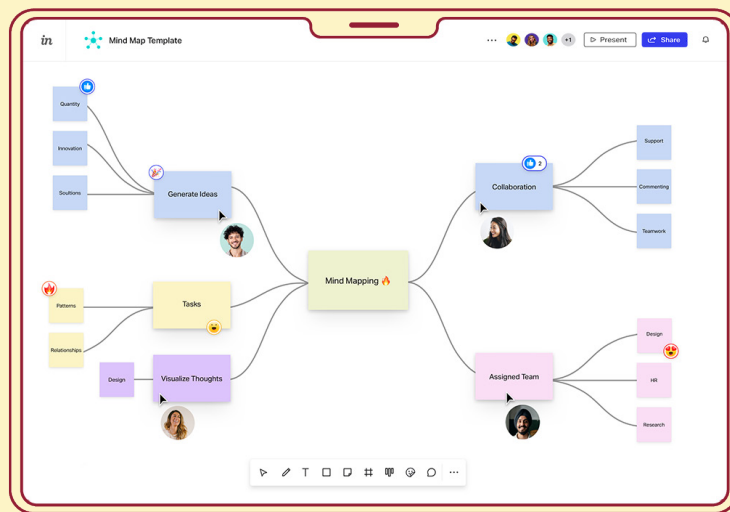 in
Mind Map Template
+1
Present
Share
Quantity
Innovation
Soultions
Generate Ideas
Patterns
Relationships
Tasks
Design
Visualize Thoughts
Mind Mapping
2
Collaboration
Support
Commenting
Teamwork
Assigned Team
Design
HR
Research
T